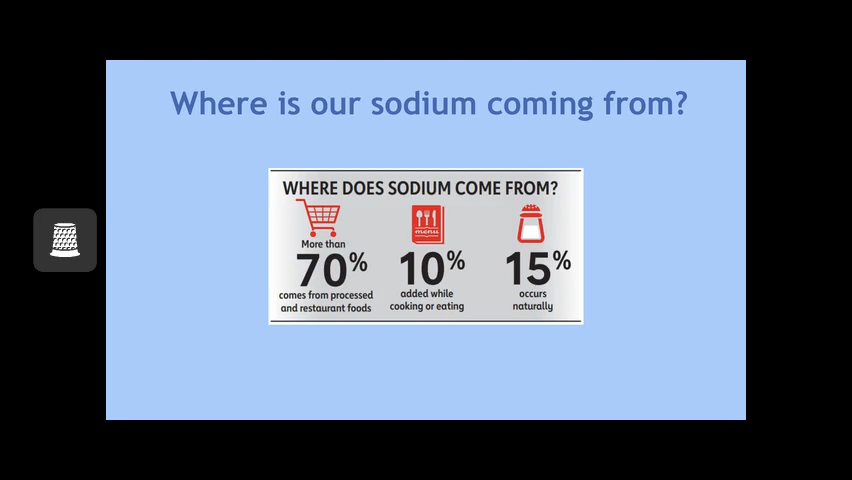 Where is our sodium coming from?
WHERE DOES SODIUM COME FROM?
menu
More than
70%
comes from processed
and restaurant foods
10%
added while
cooking or eating
15%
occurs
naturally